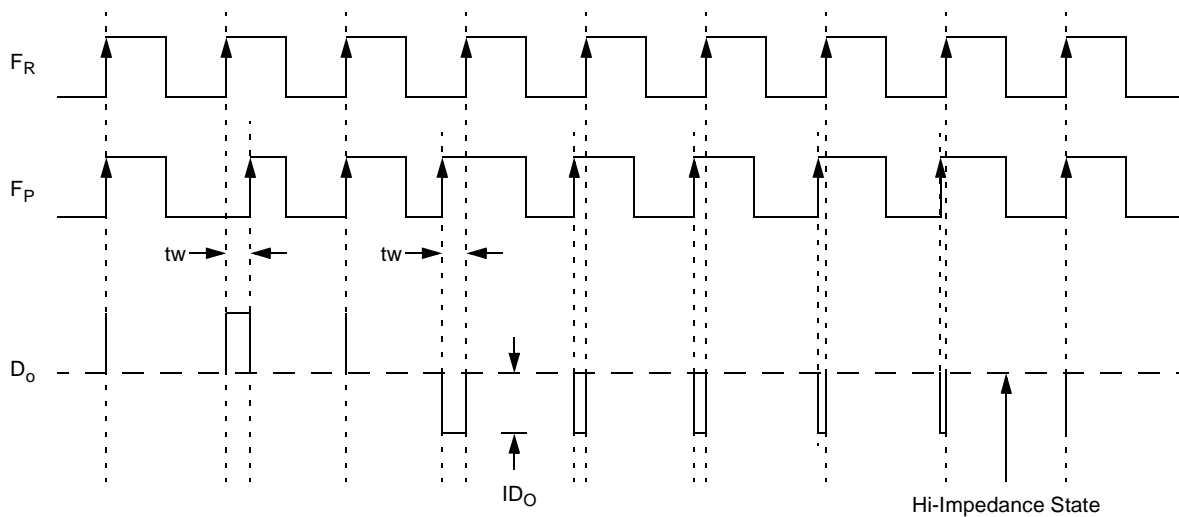 F_R
F_P
tw tw
D_o
ID_O
Hi-Impedance State